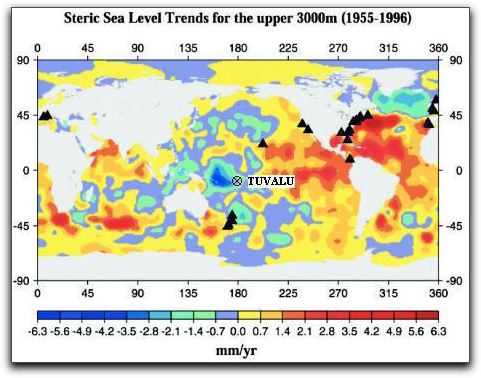 Steric Sea Level Trends for the upper 3000m (1955-1996)
0 45 90 135 180 225 270 315 360
90 90
45 45
0 TUVALU 0
-45 -45
-90 -90
0 45 90 135 180 225 270 315 360
-6.3 -5.6 -4.9 -4.2 -3.5 -2.8 -2.1 -1.4 -0.7 0.0 0.7 1.4 2.1 2.8 3.5 4.2 4.9 5.6 6.3
mm/yr